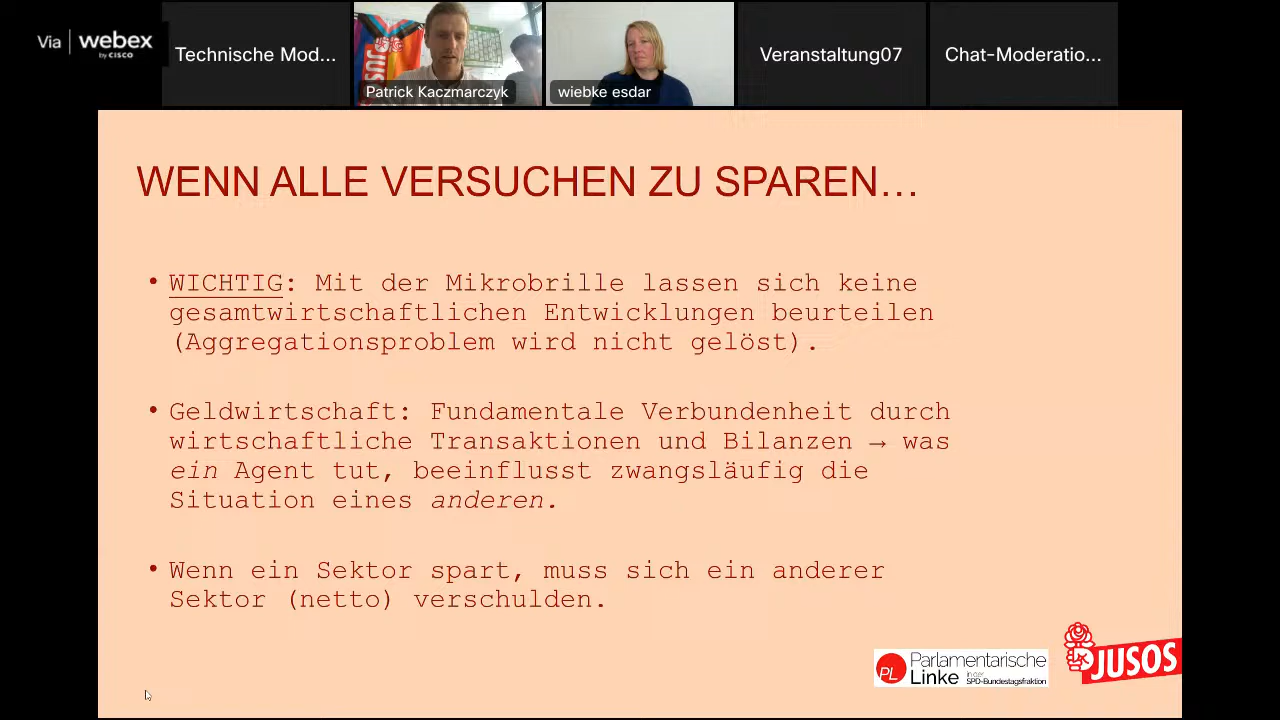 Via webex
by CISCO
Technische Mod...
JUS
Patrick Kaczmarczyk
wiebke esdar
Veranstaltung07
Chat-Moderatio...
WENN ALLE VERSUCHEN ZU SPAREN…
• WICHTIG: Mit der Mikrobrille lassen sich keine
gesamtwirtschaftlichen Entwicklungen beurteilen
(Aggregationsproblem wird nicht gelöst).
• Geldwirtschaft: Fundamentale Verbundenheit durch
wirtschaftliche Transaktionen und Bilanzen → was
ein Agent tut, beeinflusst zwangsläufig die
Situation eines anderen.
• Wenn ein Sektor spart, muss sich ein anderer
Sektor (netto) verschulden.
PL Parlamentarische
Linke in der
SPD-Bundestagsfraktion
JUSOS